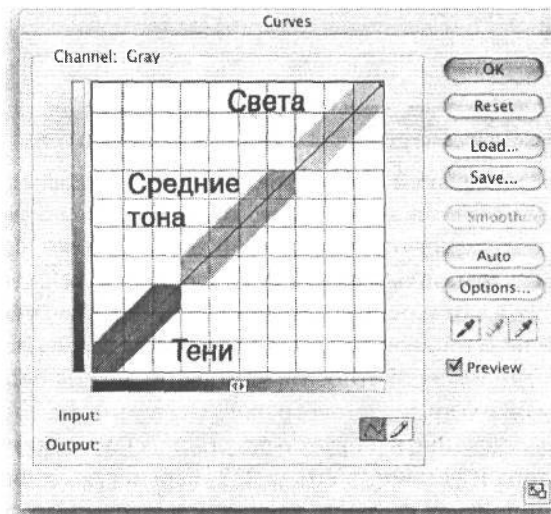 Curves
Channel: Gray
Света
Средние
тона
Тени
Input:
Output:
OK
Reset
Load...
Save...
Smooth
Auto
Options...
Preview